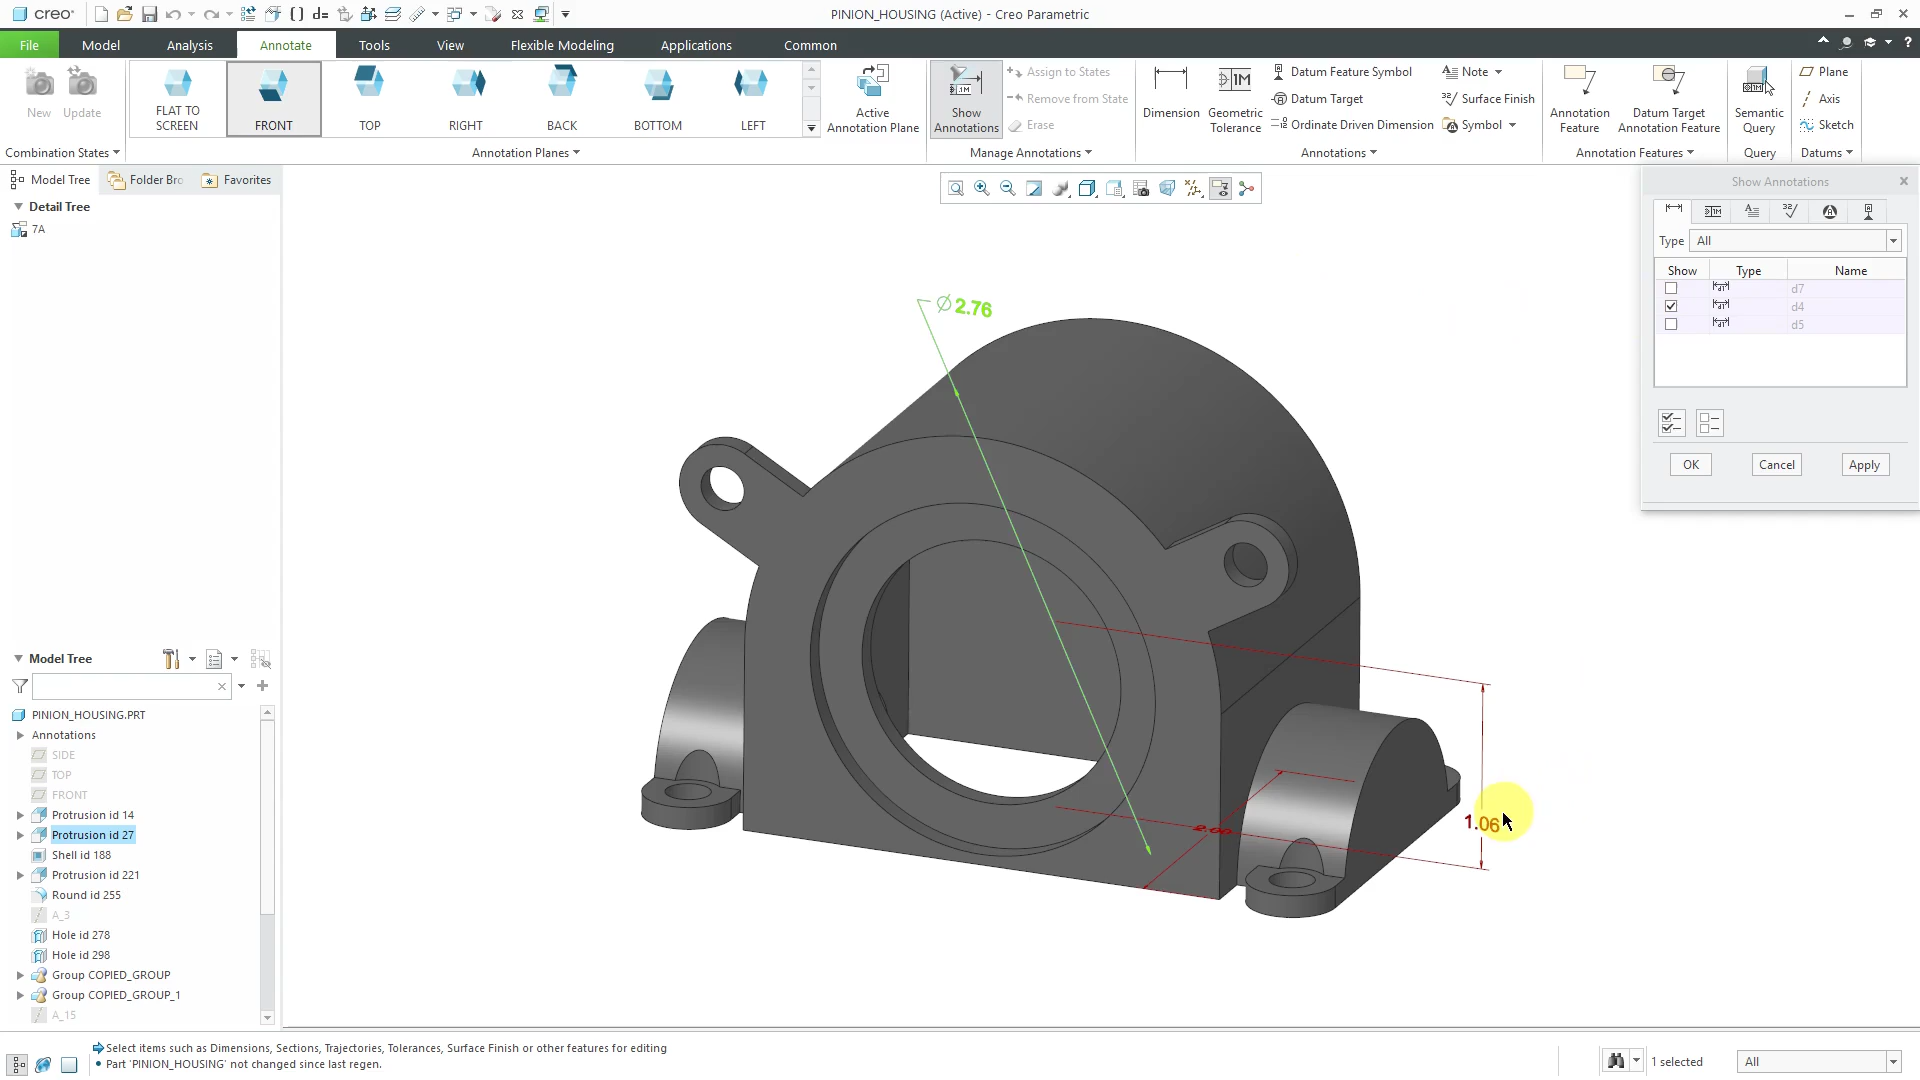 creo
PINION_HOUSING (Active) - Creo Parametric
File
Model
Analysis
Annotate
Tools
View
Flexible Modeling
Applications
Common
New
Update
FLAT TO
SCREEN
FRONT
TOP
RIGHT
BACK
BOTTOM
LEFT
Active
Annotation Plane
Show
Annotations
Assign to States
Remove from State
Erase
Dimension
Geometric
Tolerance
Datum Feature Symbol
Datum Target
Ordinate Driven Dimension
Note
Surface Finish
Symbol
Annotation
Feature
Datum Target
Annotation Feature
Semantic
Query
Plane
Axis
Sketch
Combination States
Annotation Planes
Manage Annotations
Annotations
Annotation Features
Query
Datums
Model Tree
Folder Bro
Favorites
Detail Tree
7A
Show Annotations
Type
All
Show Type Name
d7
d4
d5
OK
Cancel
Apply
∅2.76
1.06
2.00
Model Tree
PINION_HOUSING.PRT
Annotations
SIDE
TOP
FRONT
Protrusion id 14
Protrusion id 27
Shell id 188
Protrusion id 221
Round id 255
A_3
Hole id 278
Hole id 298
Group COPIED_GROUP
Group COPIED_GROUP_1
A_15
Select items such as Dimensions, Sections, Trajectories, Tolerances, Surface Finish or other features for editing
• Part 'PINION_HOUSING' not changed since last regen.
1 selected
All